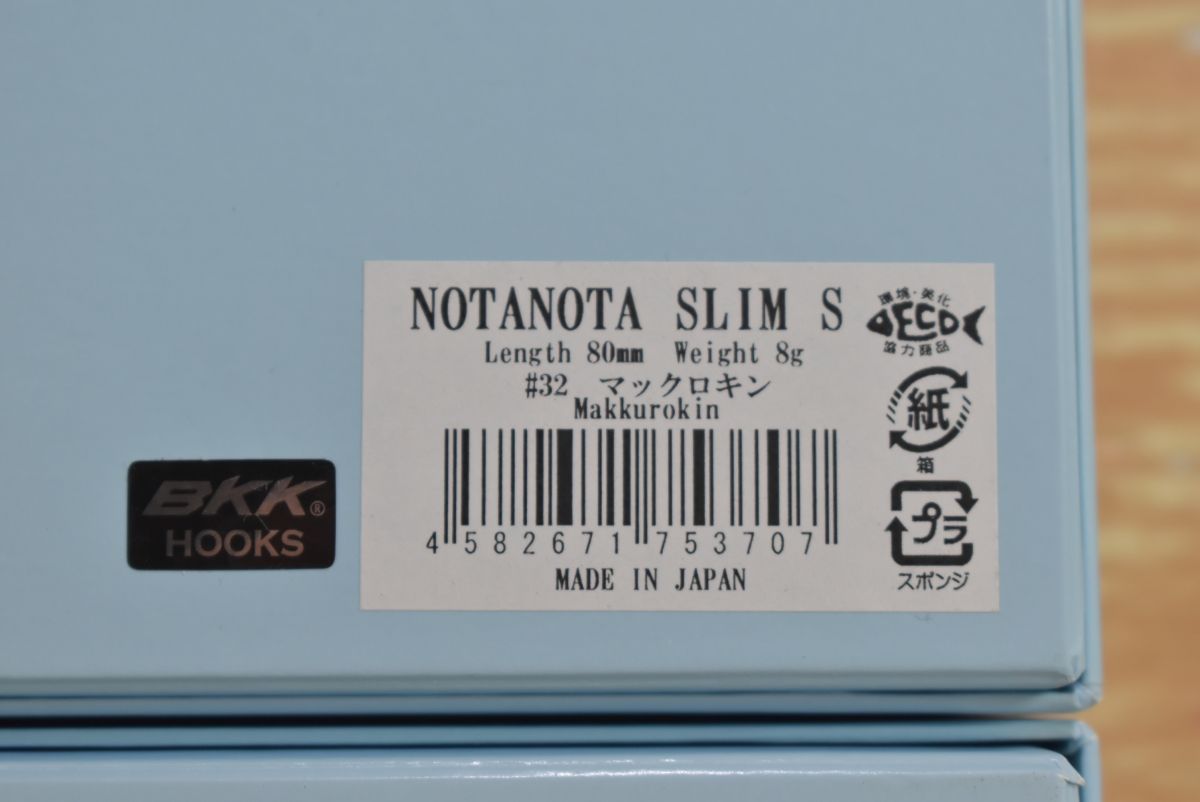 NOTANOTA SLIM S
Length 80mm Weight 8g
#32 マックロキン
Makkurokin
4 582671 753707
MADE IN JAPAN
環境・美化
ECO
協力商品
紙
箱
プラ
スポンジ
BKK®
HOOKS